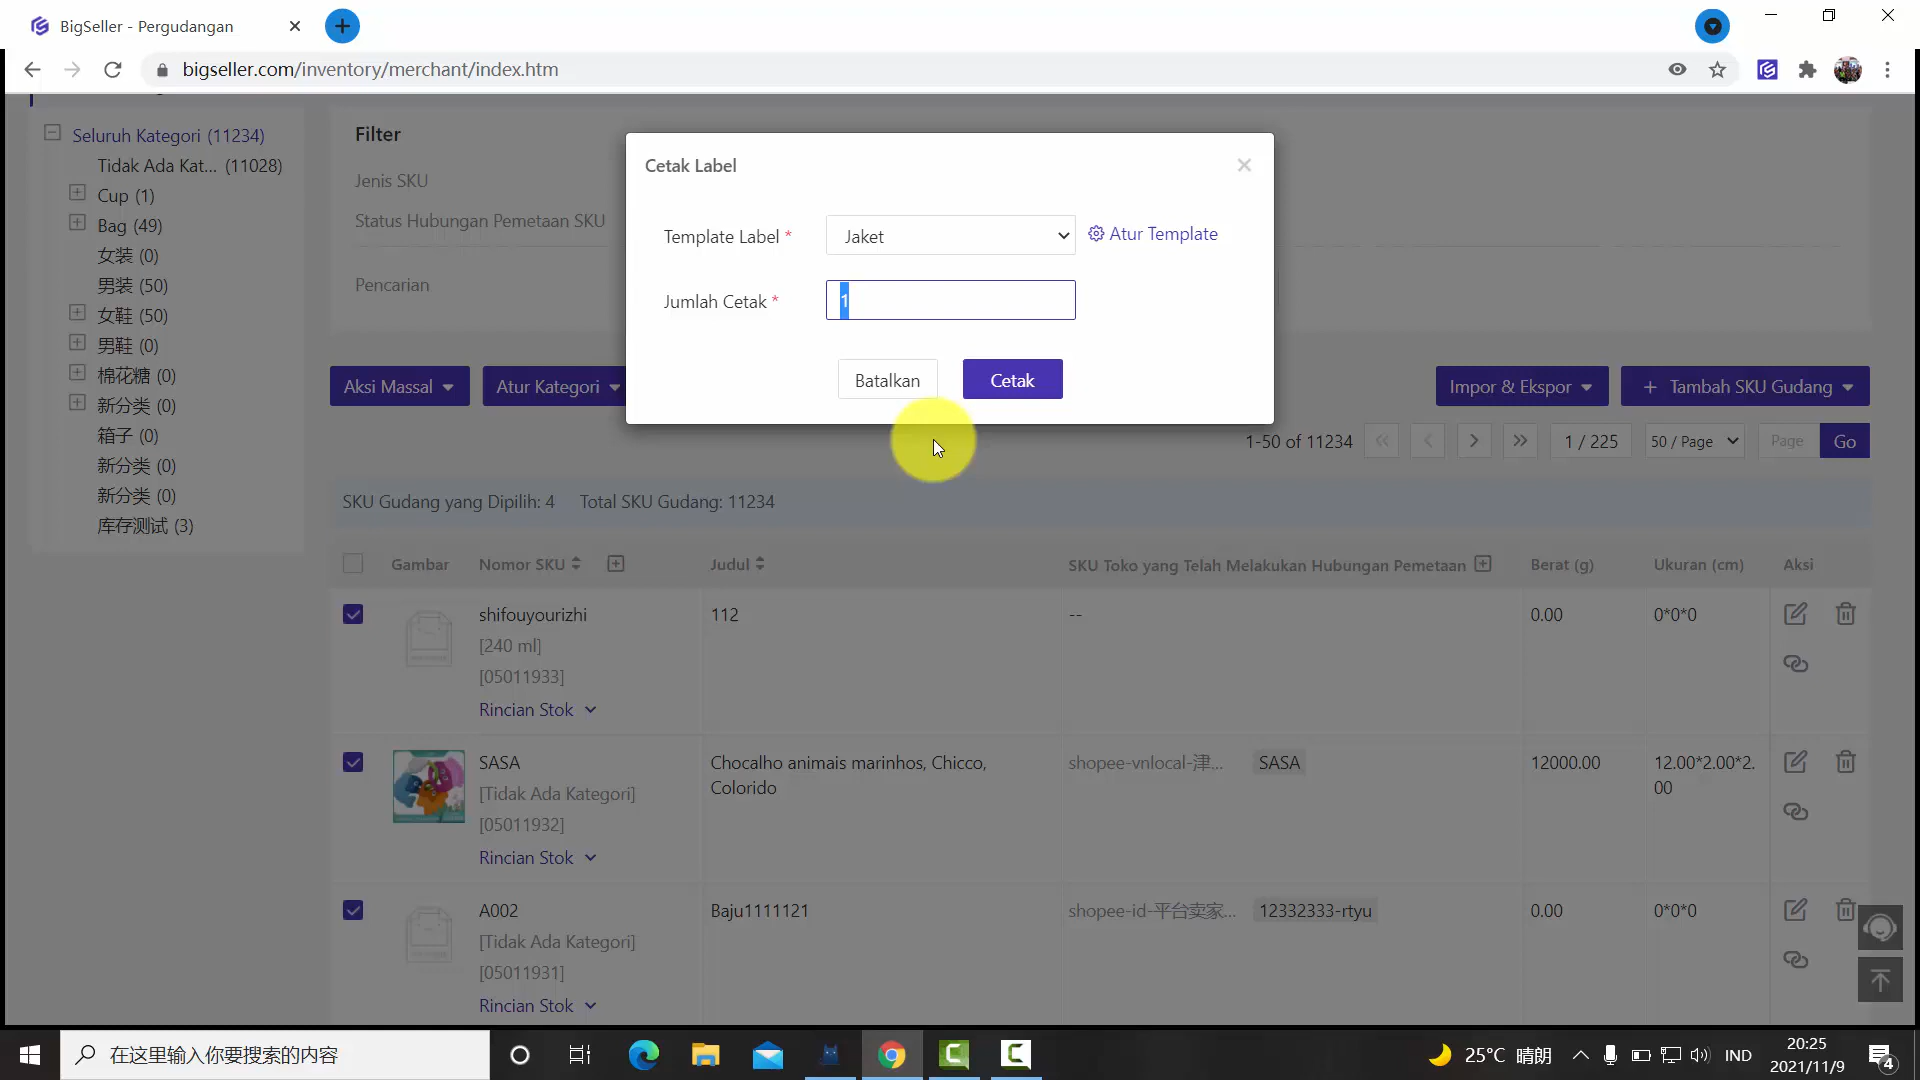 BigSeller - Pergudangan
bigseller.com/inventory/merchant/index.htm
Seluruh Kategori (11234)
Tidak Ada Kat... (11028)
Cup (1)
Bag (49)
女装 (0)
男装 (50)
女鞋 (50)
男鞋 (0)
棉花糖 (0)
新分类 (0)
箱子 (0)
新分类 (0)
新分类 (0)
库存测试 (3)
Filter
Jenis SKU
Status Hubungan Pemetaan SKU
Pencarian
Cetak Label
Template Label *
Jaket
Atur Template
Jumlah Cetak *
1
Batalkan
Cetak
Aksi Massal
Atur Kategori
Impor & Ekspor
+ Tambah SKU Gudang
1-50 of 11234
1 / 225
50 / Page
Page
Go
SKU Gudang yang Dipilih: 4 Total SKU Gudang: 11234
Gambar Nomor SKU Judul SKU Toko yang Telah Melakukan Hubungan Pemetaan Berat (g) Ukuran (cm) Aksi
shifouyourizhi 112 -- 0.00 0*0*0
[240 ml]
[05011933]
Rincian Stok
SASA Chocalho animais marinhos, Chicco, shopee-vnlocal-津... SASA 12000.00 12.00*2.00*2.
[Tidak Ada Kategori] Colorido 00
[05011932]
Rincian Stok
A002 Baju1111121 shopee-id-平台卖家... 12332333-rtyu 0.00 0*0*0
[Tidak Ada Kategori]
[05011931]
Rincian Stok
在这里输入你要搜索的内容
25°C 晴朗
IND
20:25
2021/11/9
4